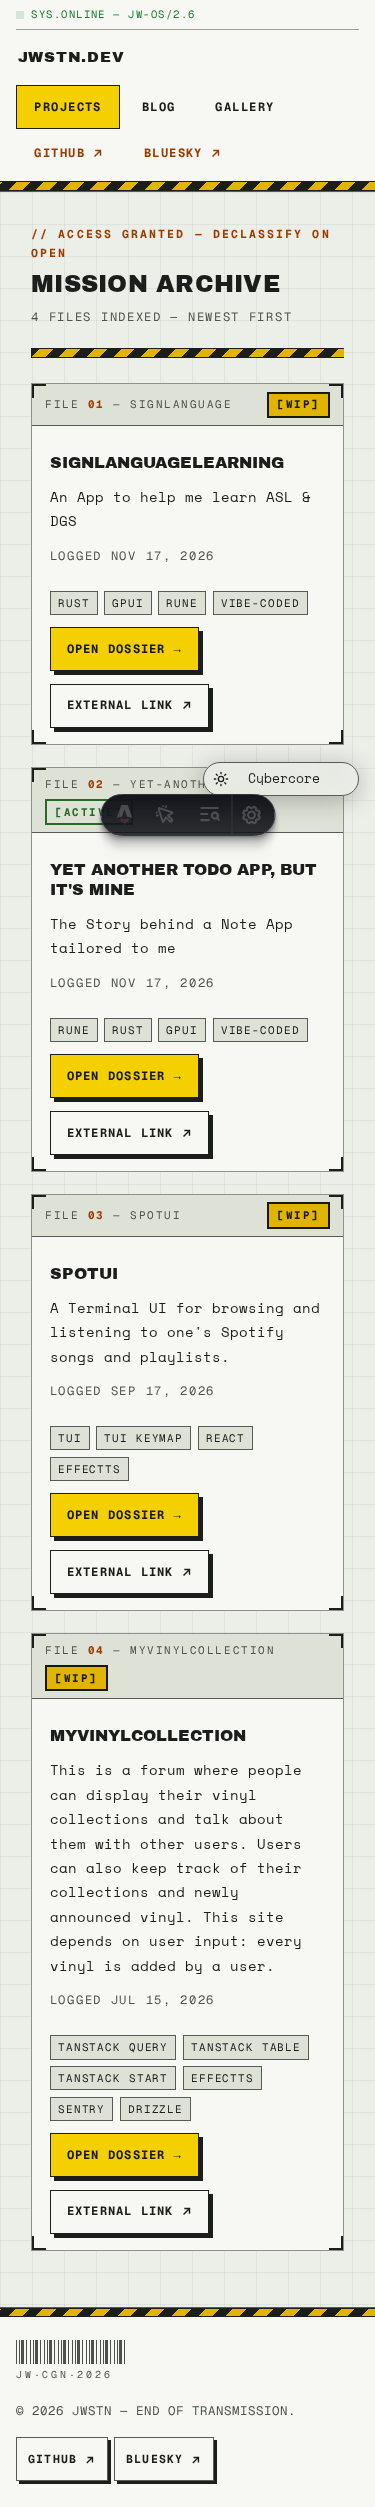 SYS.ONLINE — JW-OS/2.6
JWSTN.DEV
PROJECTS BLOG GALLERY
GITHUB ↗ BLUESKY ↗
// ACCESS GRANTED — DECLASSIFY ON
OPEN
MISSION ARCHIVE
4 FILES INDEXED — NEWEST FIRST
FILE 01 — SIGNLANGUAGE [WIP]
SIGNLANGUAGELEARNING
An App to help me learn ASL &
DGS
LOGGED NOV 17, 2026
RUST GPUI RUNE VIBE-CODED
OPEN DOSSIER →
EXTERNAL LINK ↗
FILE 02 —
Cybercore
YET ANOTHER TODO APP, BUT
IT'S MINE
The Story behind a Note App
tailored to me
LOGGED NOV 17, 2026
RUNE RUST GPUI VIBE-CODED
OPEN DOSSIER →
EXTERNAL LINK ↗
FILE 03 — SPOTUI [WIP]
SPOTUI
A Terminal UI for browsing and
listening to one's Spotify
songs and playlists.
LOGGED SEP 17, 2026
TUI TUI KEYMAP REACT
EFFECTTS
OPEN DOSSIER →
EXTERNAL LINK ↗
FILE 04 — MYVINYLCOLLECTION
[WIP]
MYVINYLCOLLECTION
This is a forum where people
can display their vinyl
collections and talk about
them with other users. Users
can also keep track of their
collections and newly
announced vinyl. This site
depends on user input: every
vinyl is added by a user.
LOGGED JUL 15, 2026
TANSTACK QUERY TANSTACK TABLE
TANSTACK START EFFECTTS
SENTRY DRIZZLE
OPEN DOSSIER →
EXTERNAL LINK ↗
JW-CGN-2026
© 2026 JWSTN — END OF TRANSMISSION.
GITHUB ↗ BLUESKY ↗